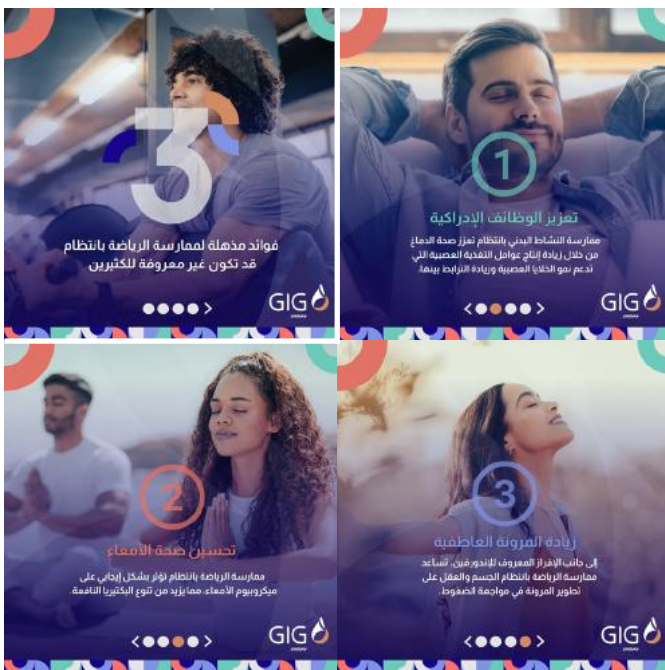 3
فوائد مذهلة لممارسة الرياضة بانتظام
قد تكون غير معروفة للكثيرين
GIG
JORDAN
1
تعزيز الوظائف الإدراكية
ممارسة النشاط البدني بانتظام تعزز صحة الدماغ
من خلال زيادة إنتاج عوامل التغذية العصبية التي
تدعم نمو الخلايا العصبية وزيادة الترابط بينها.
GIG
JORDAN
2
تحسين صحة الأمعاء
ممارسة الرياضة بانتظام تؤثر بشكل إيجابي على
ميكروبيوم الأمعاء، مما يزيد من تنوع البكتيريا النافعة.
GIG
JORDAN
3
زيادة المرونة العاطفية
إلى جانب الإفراز المعروف للإندورفين، تساعد
ممارسة الرياضة بانتظام الجسم والعقل على
تطوير المرونة في مواجهة الضغوط.
GIG
JORDAN